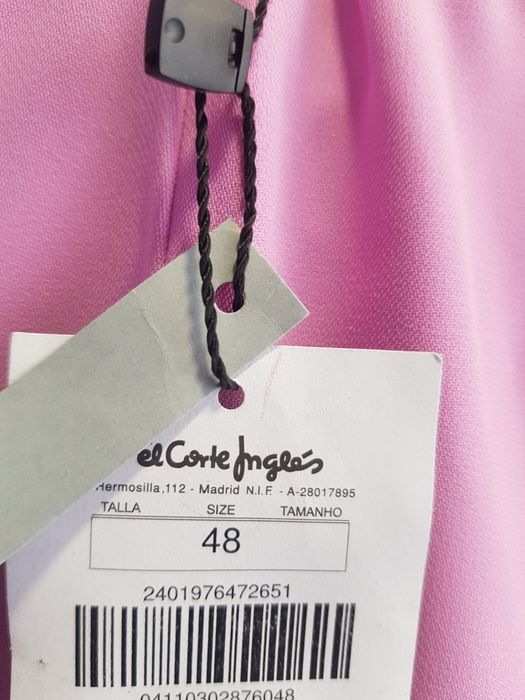 el Corte Inglés
Hermosilla,112 - Madrid N.I.F. - A-28017895
TALLA SIZE TAMANHO
48
2401976472651
04110302876048